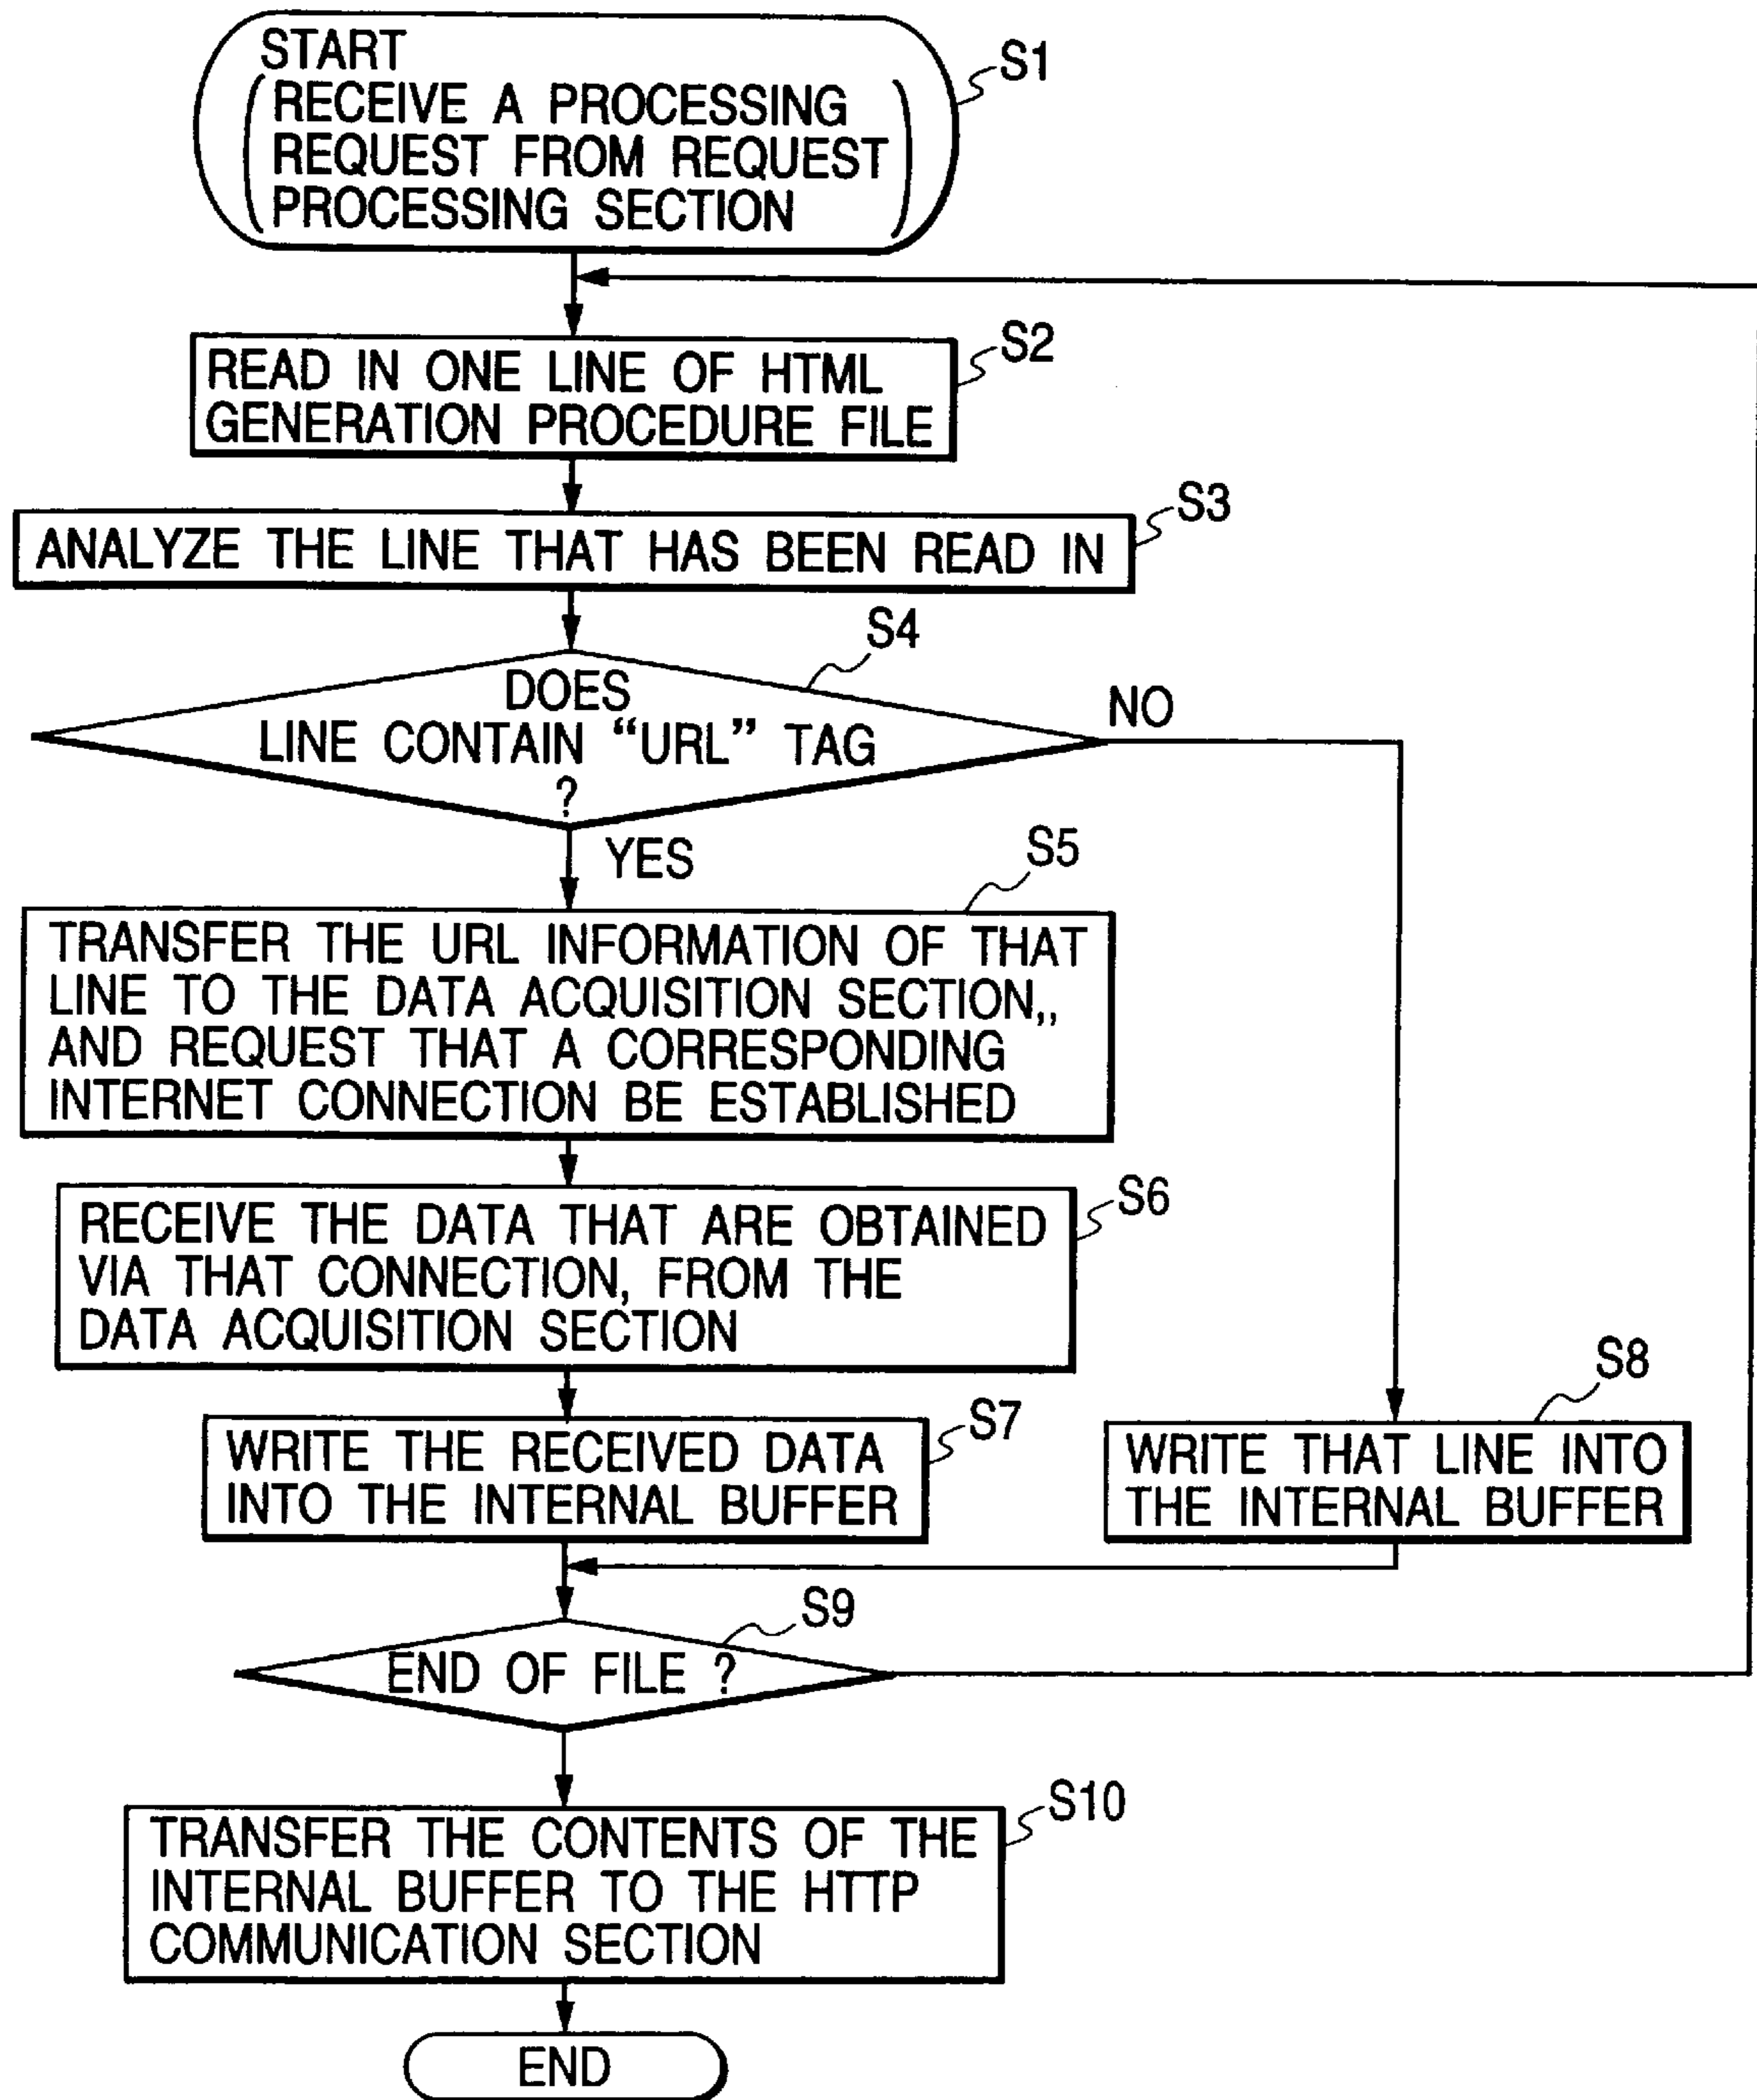 START
RECEIVE A PROCESSING
REQUEST FROM REQUEST
PROCESSING SECTION
S1
READ IN ONE LINE OF HTML
GENERATION PROCEDURE FILE
S2
ANALYZE THE LINE THAT HAS BEEN READ IN
S3
S4
DOES
LINE CONTAIN “URL” TAG
?
NO
YES
S5
TRANSFER THE URL INFORMATION OF THAT
LINE TO THE DATA ACQUISITION SECTION,,
AND REQUEST THAT A CORRESPONDING
INTERNET CONNECTION BE ESTABLISHED
S6
RECEIVE THE DATA THAT ARE OBTAINED
VIA THAT CONNECTION, FROM THE
DATA ACQUISITION SECTION
S7
WRITE THE RECEIVED DATA
INTO THE INTERNAL BUFFER
S8
WRITE THAT LINE INTO
THE INTERNAL BUFFER
S9
END OF FILE ?
S10
TRANSFER THE CONTENTS OF THE
INTERNAL BUFFER TO THE HTTP
COMMUNICATION SECTION
END